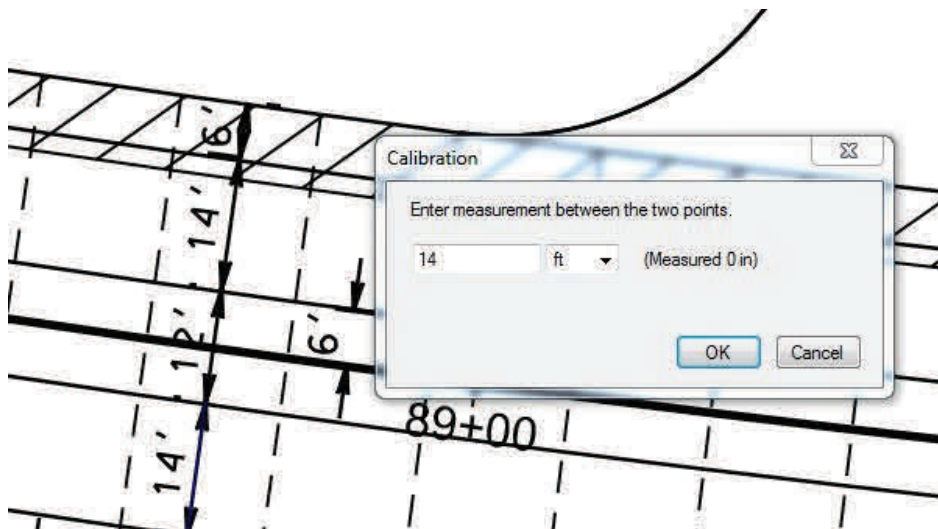 6'
14'
Calibration
Enter measurement between the two points.
14 ft (Measured 0 in)
12'
6'
OK Cancel
89+00
14'